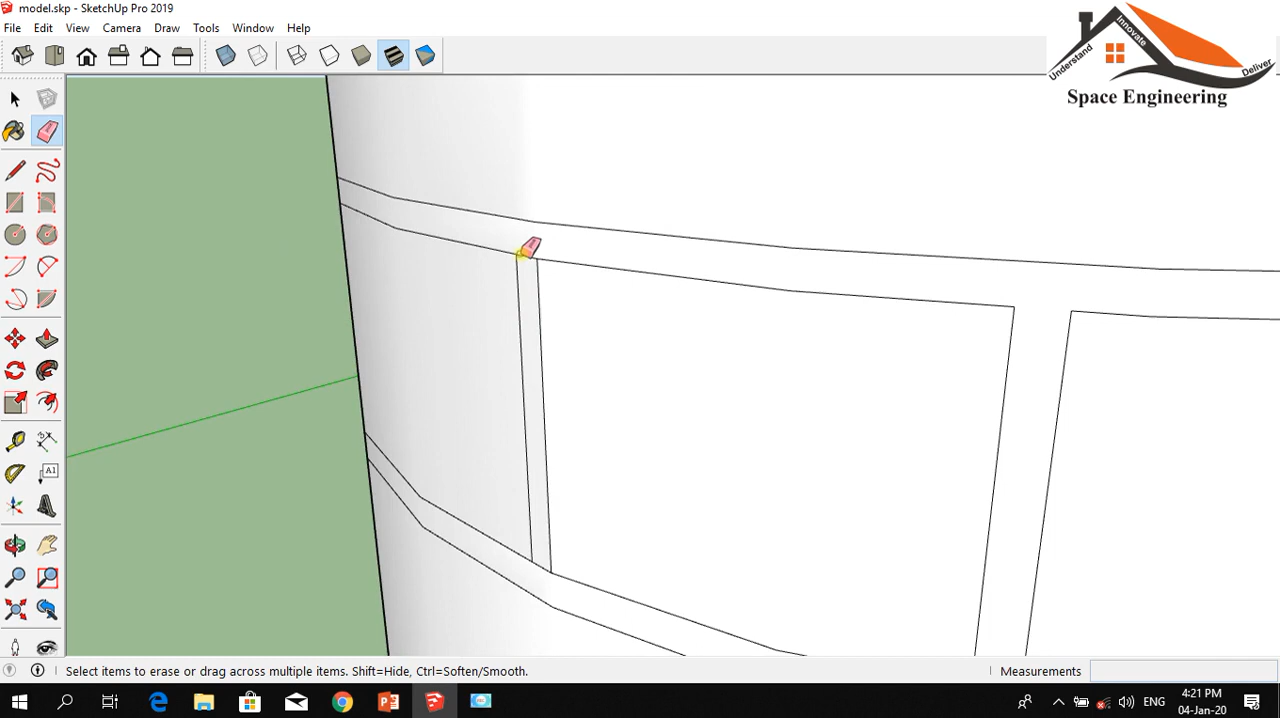 model.skp - SketchUp Pro 2019
File Edit View Camera Draw Tools Window Help
Understand
Innovate
Deliver
Space Engineering
A1
Select items to erase or drag across multiple items. Shift=Hide, Ctrl=Soften/Smooth.
Measurements
ENG
4:21 PM
04-Jan-20